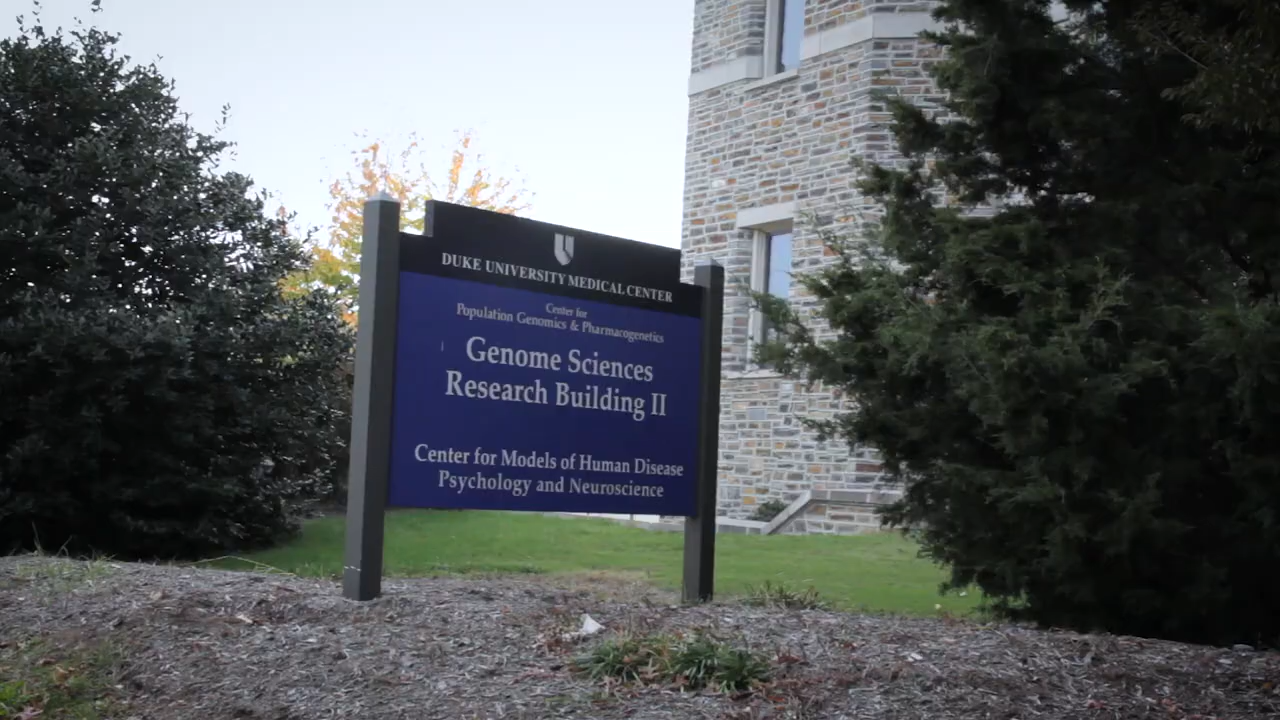 DUKE UNIVERSITY MEDICAL CENTER
Center for
Population Genomics & Pharmacogenetics
Genome Sciences
Research Building II
Center for Models of Human Disease
Psychology and Neuroscience